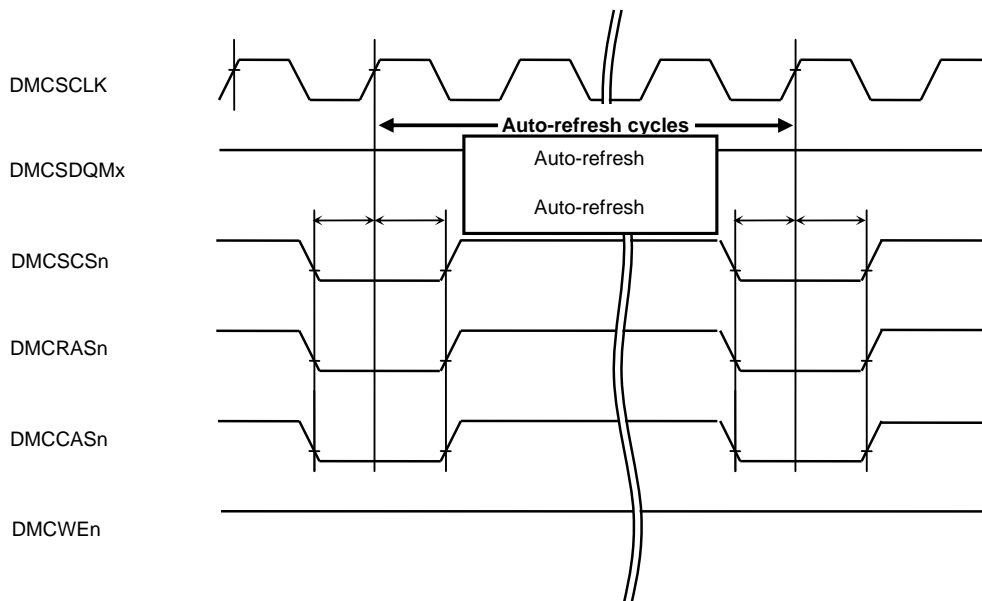 DMCSCLK
Auto-refresh cycles
DMCSDQMx
Auto-refresh
Auto-refresh
DMCSCSn
DMCRASn
DMCCASn
DMCWEn